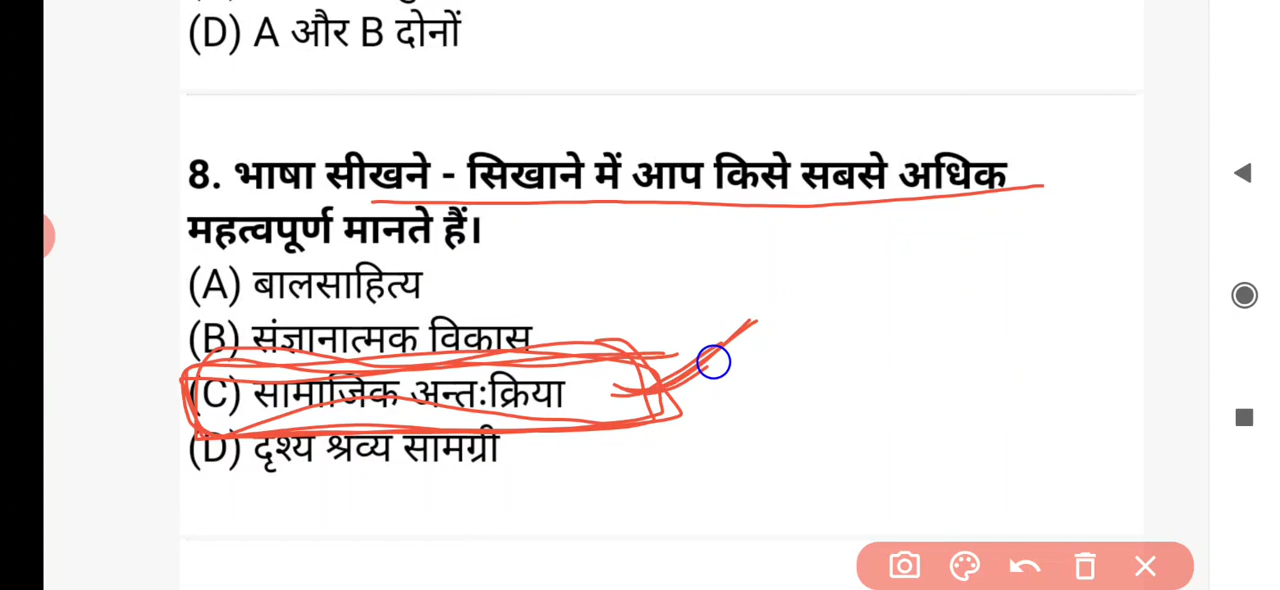 (D) A और B दोनों
8. भाषा सीखने - सिखाने में आप किसे सबसे अधिक
महत्वपूर्ण मानते हैं।
(A) बालसाहित्य
(B) संज्ञानात्मक विकास
(C) सामाजिक अन्तःक्रिया
(D) दृश्य श्रव्य सामग्री